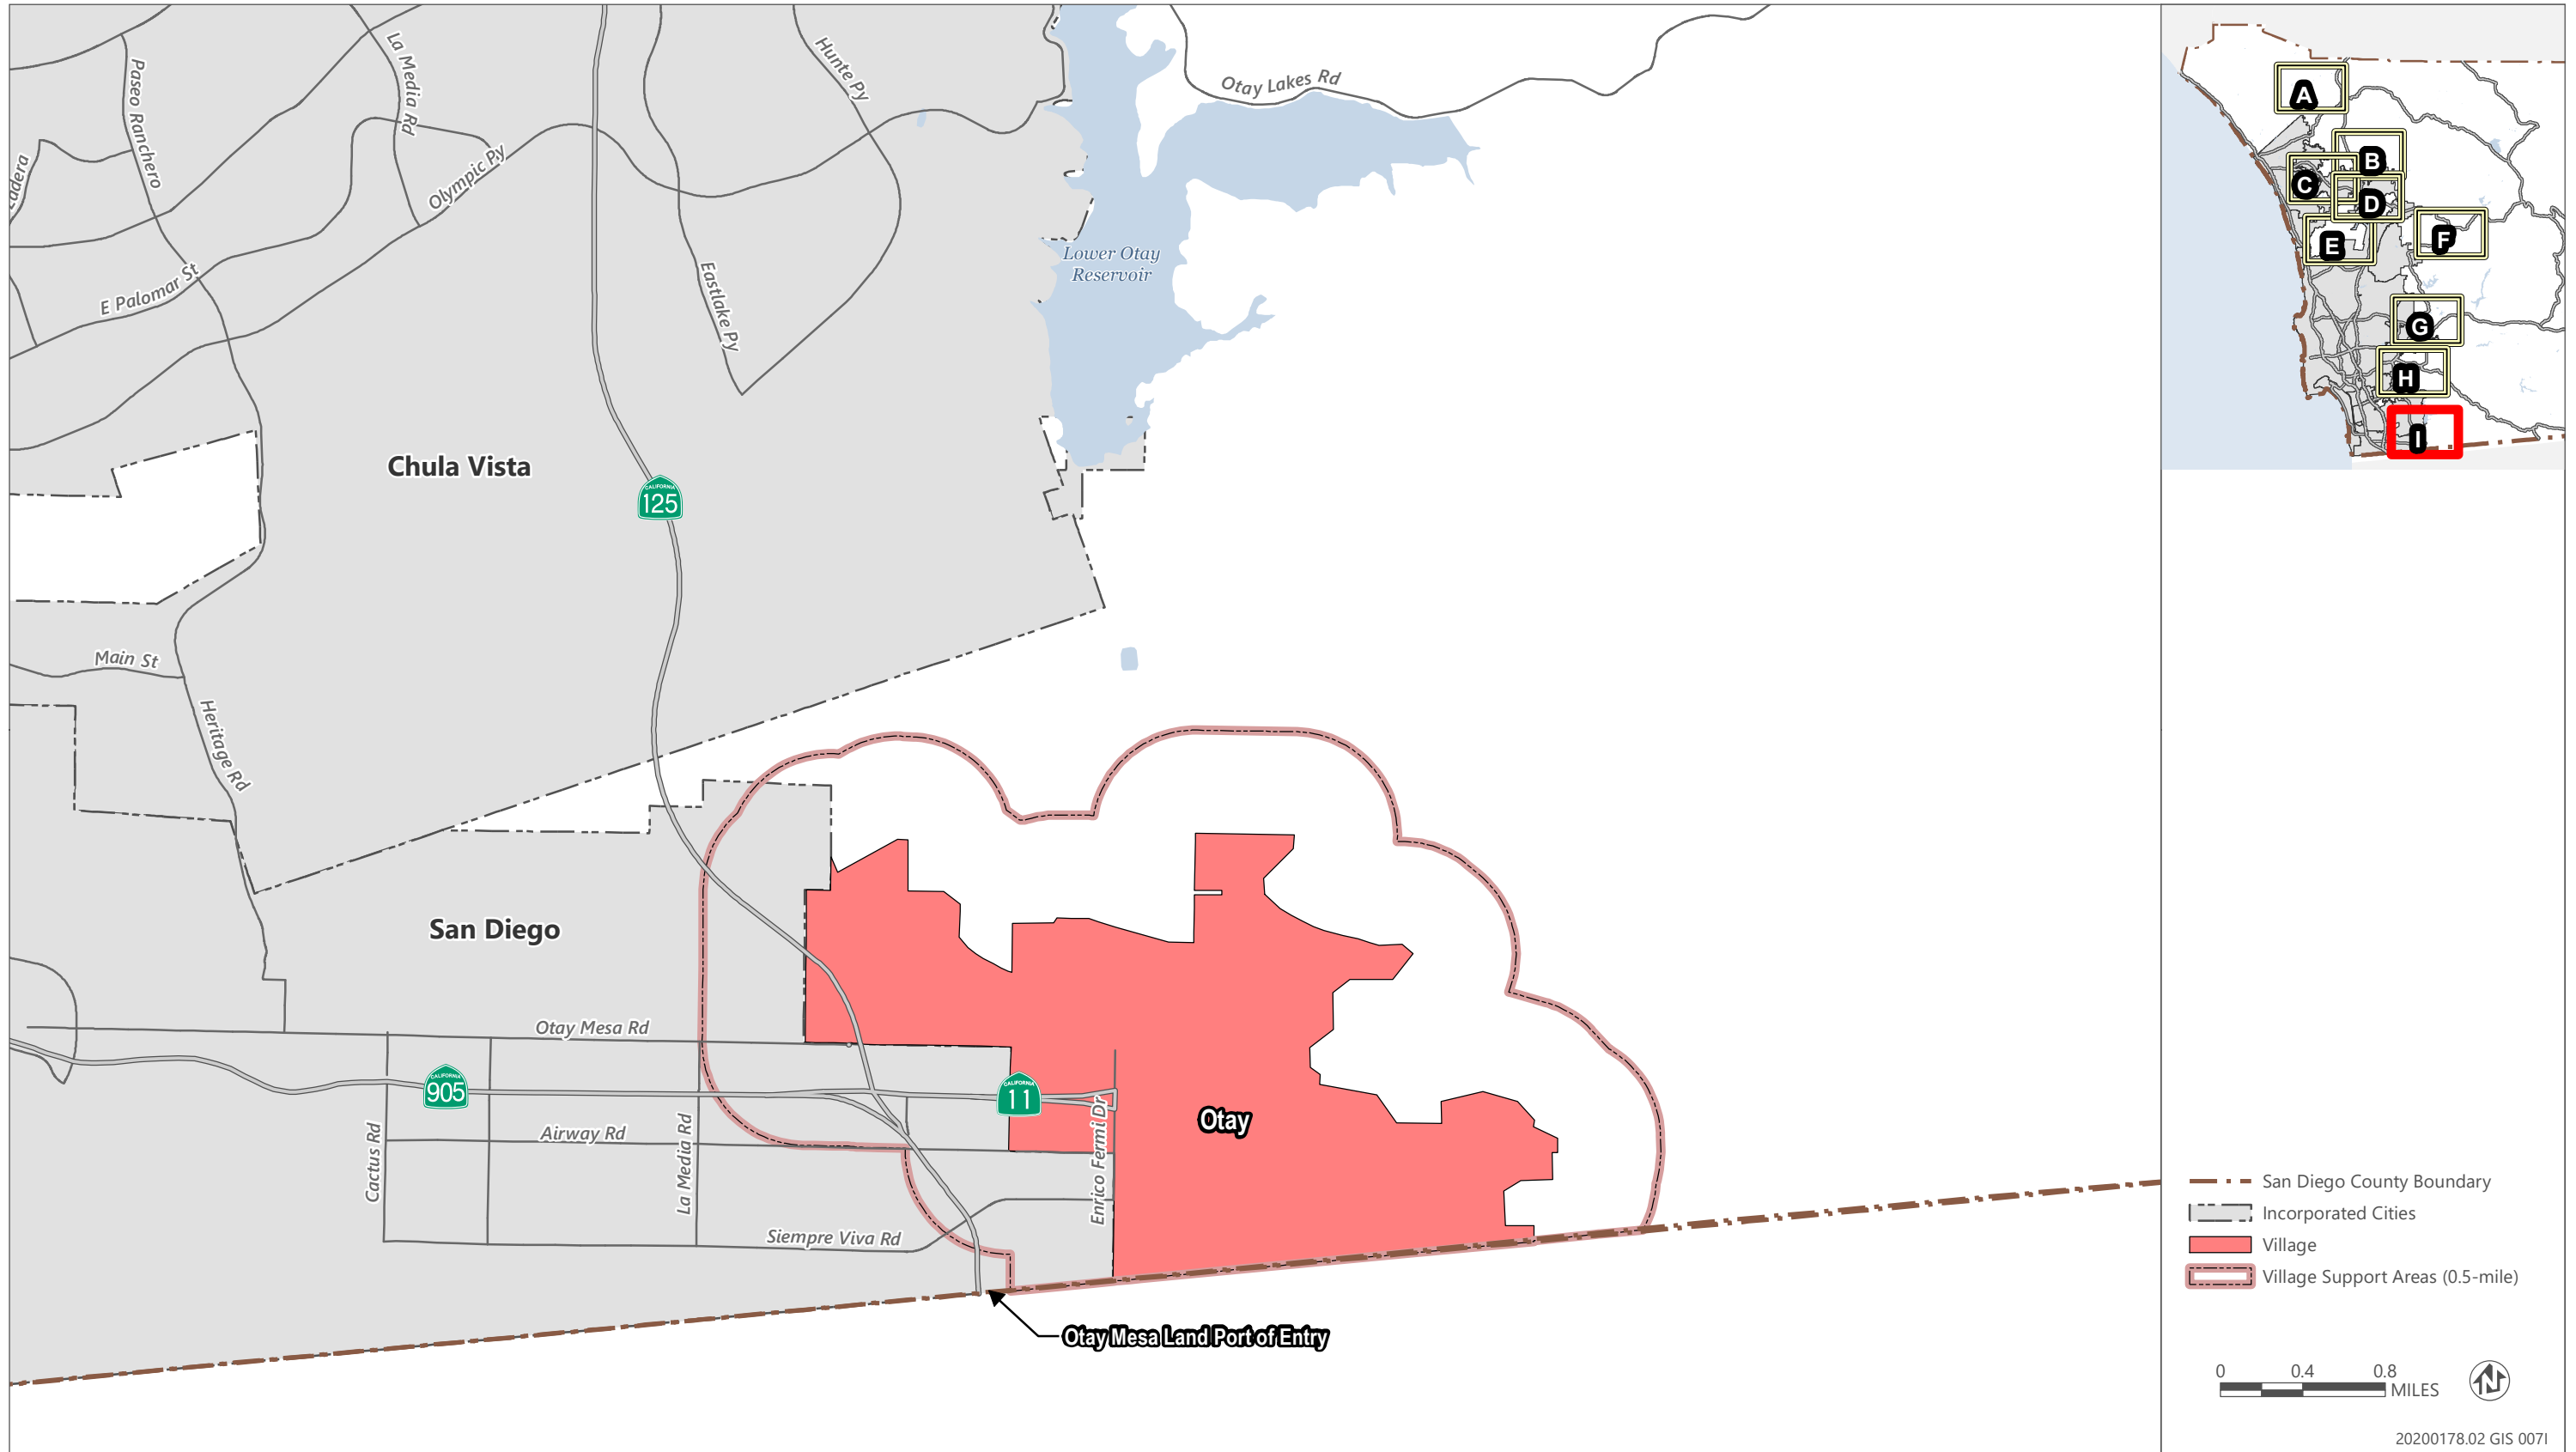 Paseo Ranchero
La Media Rd
Hunte Py
Otay Lakes Rd
Olympic Py
E Palomar St
Eastlake Py
Lower Otay
Reservoir
Chula Vista
CALIFORNIA
125
Main St
Heritage Rd
San Diego
Otay Mesa Rd
CALIFORNIA
905
CALIFORNIA
11
Otay
Airway Rd
Cactus Rd
La Media Rd
Enrico Fermi Dr
Siempre Viva Rd
Otay Mesa Land Port of Entry
A
B
C
D
E
F
G
H
I
San Diego County Boundary
Incorporated Cities
Village
Village Support Areas (0.5-mile)
0 0.4 0.8
MILES
N
20200178.02 GIS 007I